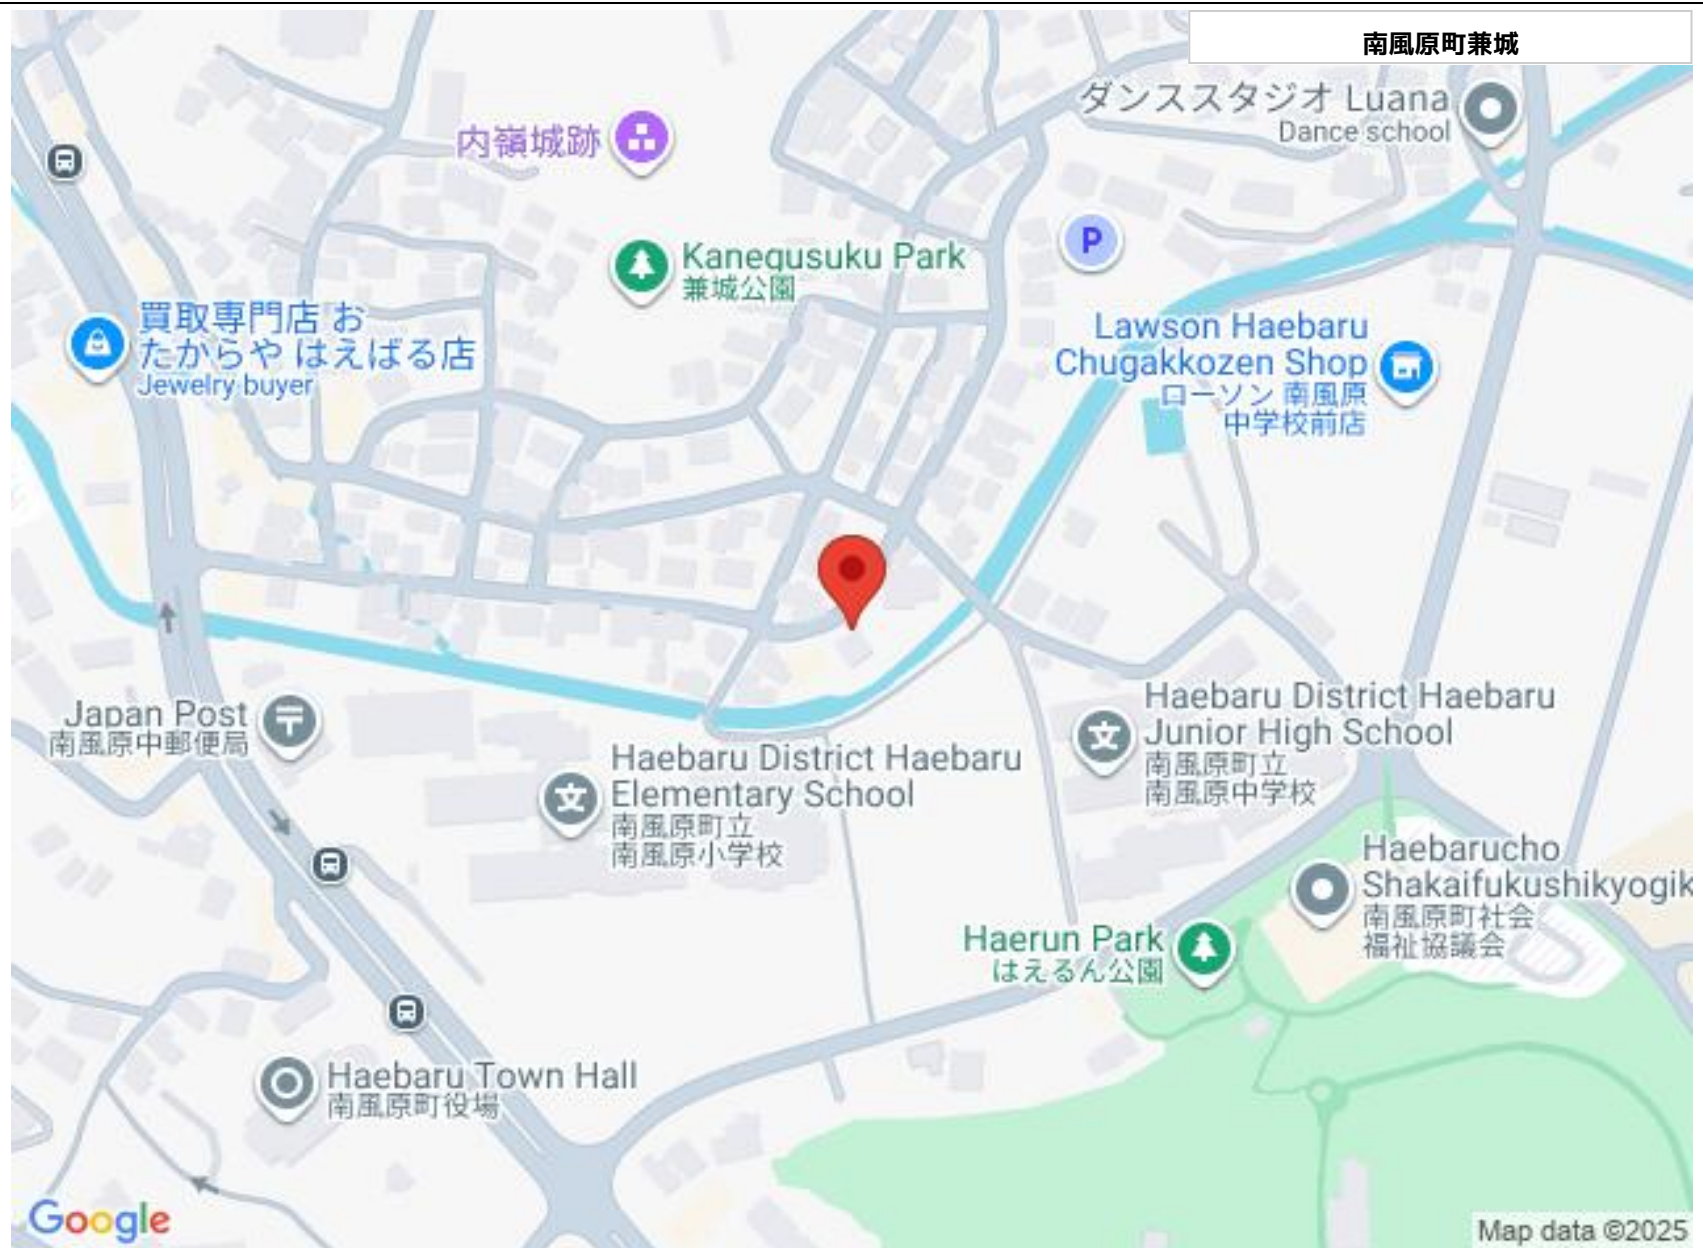 南風原町兼城
ダンススタジオ Luana
Dance school
内嶺城跡
P
Kanegusuku Park
兼城公園
買取専門店 お
たからや はえばる店
Jewelry buyer
Lawson Haebaru
Chugakkozen Shop
ローソン 南風原
中学校前店
Japan Post
南風原中郵便局
Haebaru District Haebaru
Elementary School
南風原町立
南風原小学校
文
Haebaru District Haebaru
Junior High School
南風原町立
南風原中学校
文
Haebarucho
Shakaifukushikyogik
南風原町社会
福祉協議会
Haerun Park
はえるん公園
Haebaru Town Hall
南風原町役場
Google
Map data ©2025